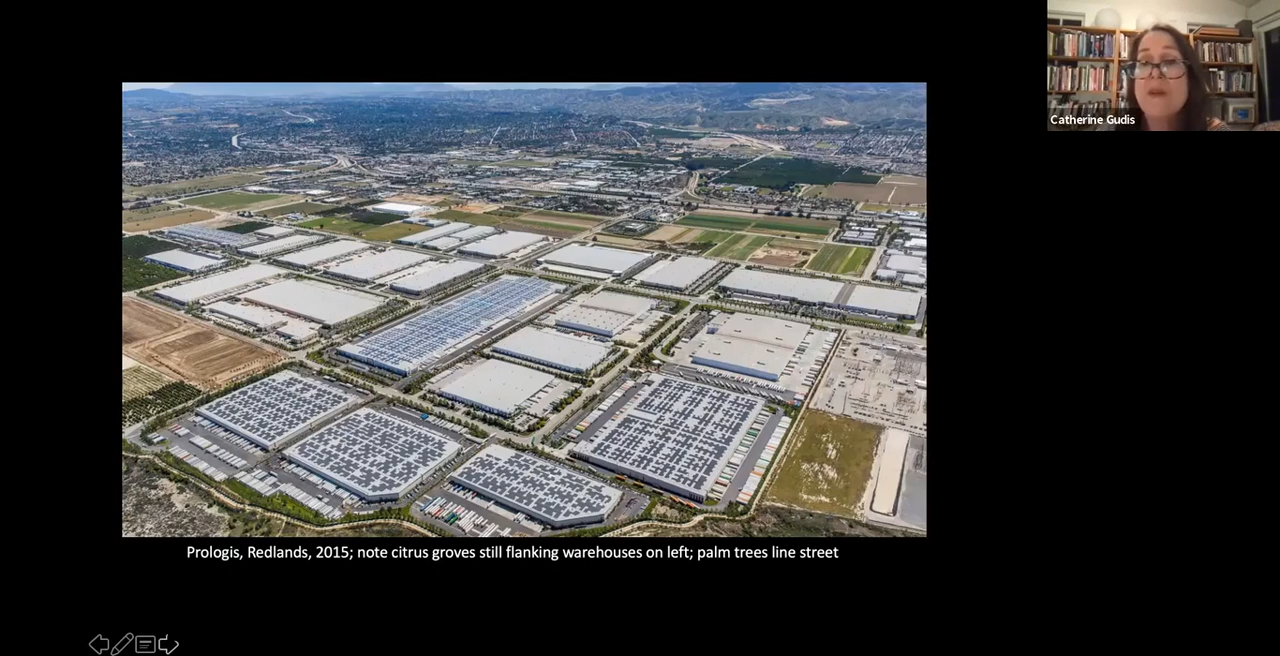 Catherine Gudis
Prologis, Redlands, 2015; note citrus groves still flanking warehouses on left; palm trees line street